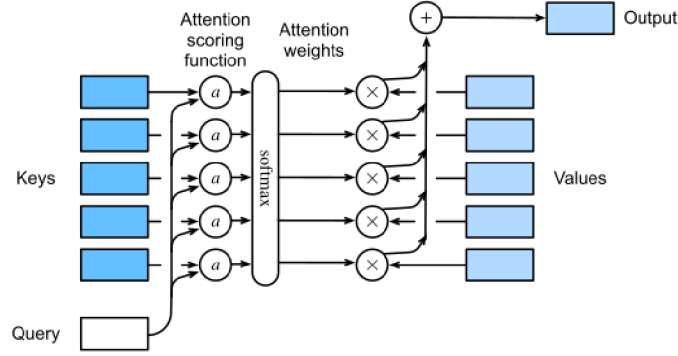 Attention
scoring
function
Attention
weights
+
Output
Keys
a
a
a
a
a
softmax
×
×
×
×
×
Values
Query